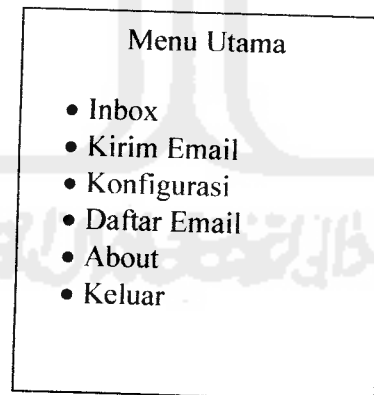 Menu Utama
• Inbox
• Kirim Email
• Konfigurasi
• Daftar Email
• About
• Keluar